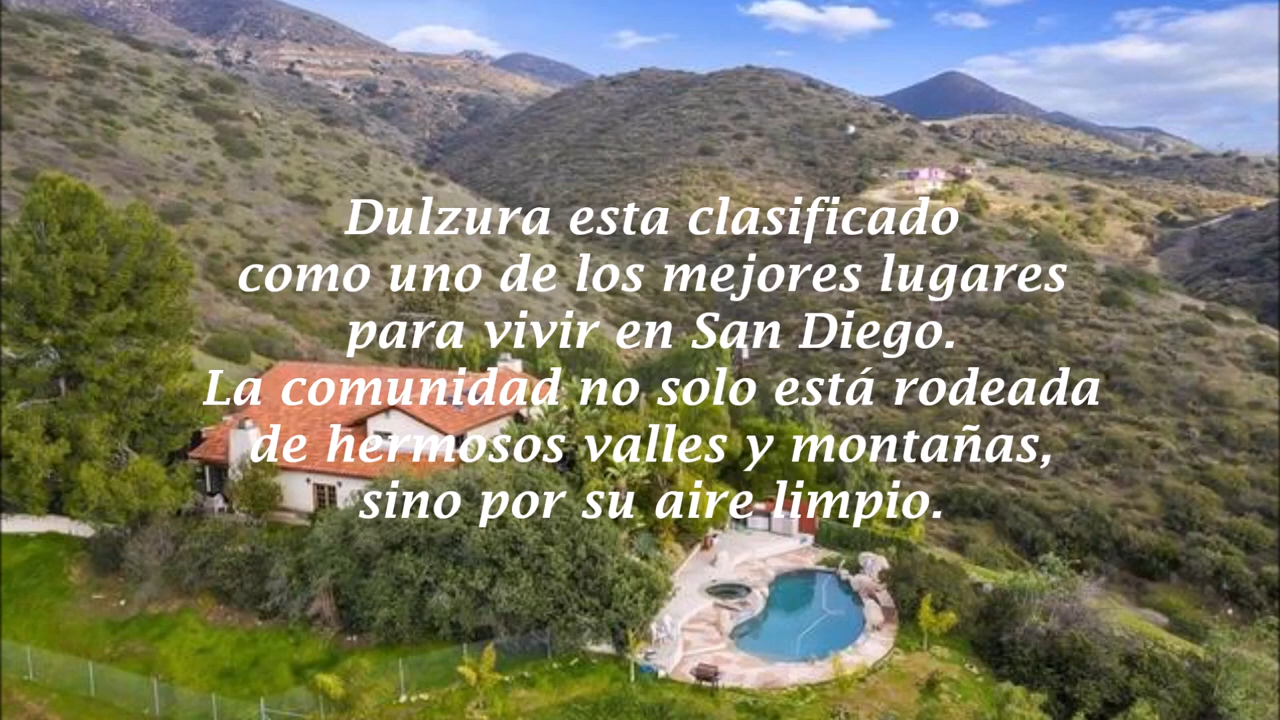 Dulzura esta clasificado
como uno de los mejores lugares
para vivir en San Diego.
La comunidad no solo está rodeada
de hermosos valles y montañas,
sino por su aire limpio.